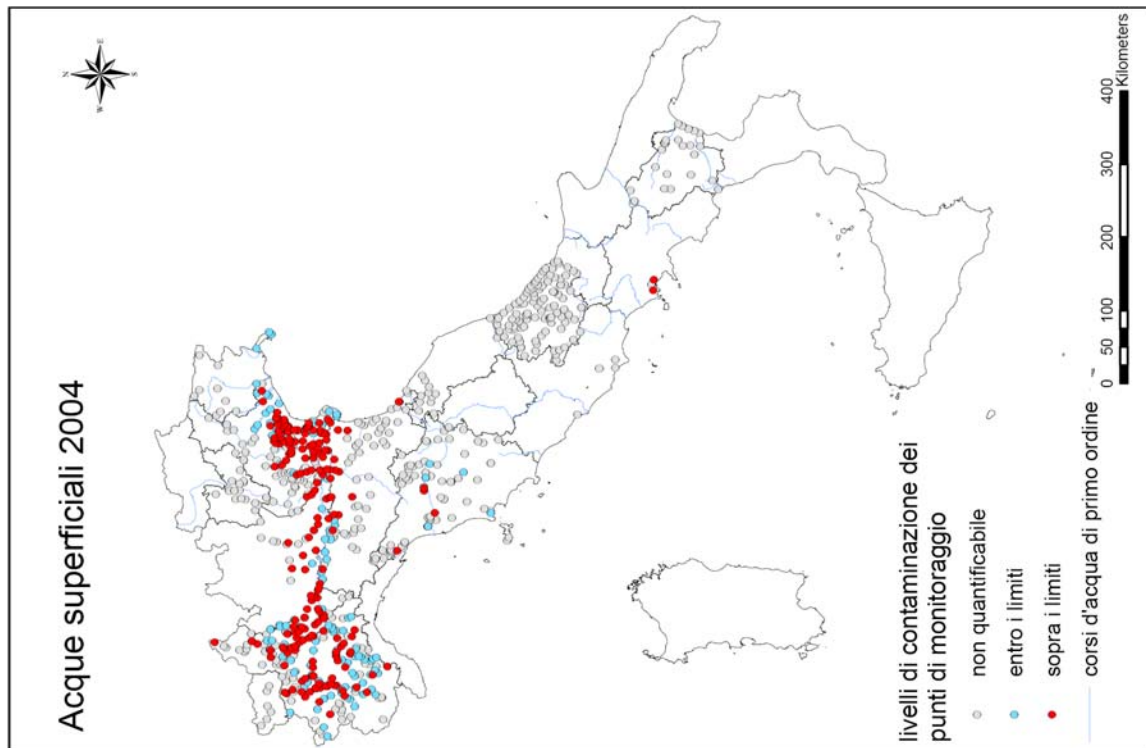 Acque superficiali 2004
N
E
S
W
livelli di contaminazione dei
punti di monitoraggio
non quantificabile
entro i limiti
sopra i limiti
corsi d'acqua di primo ordine
0 50 100 200 300 400
Kilometers